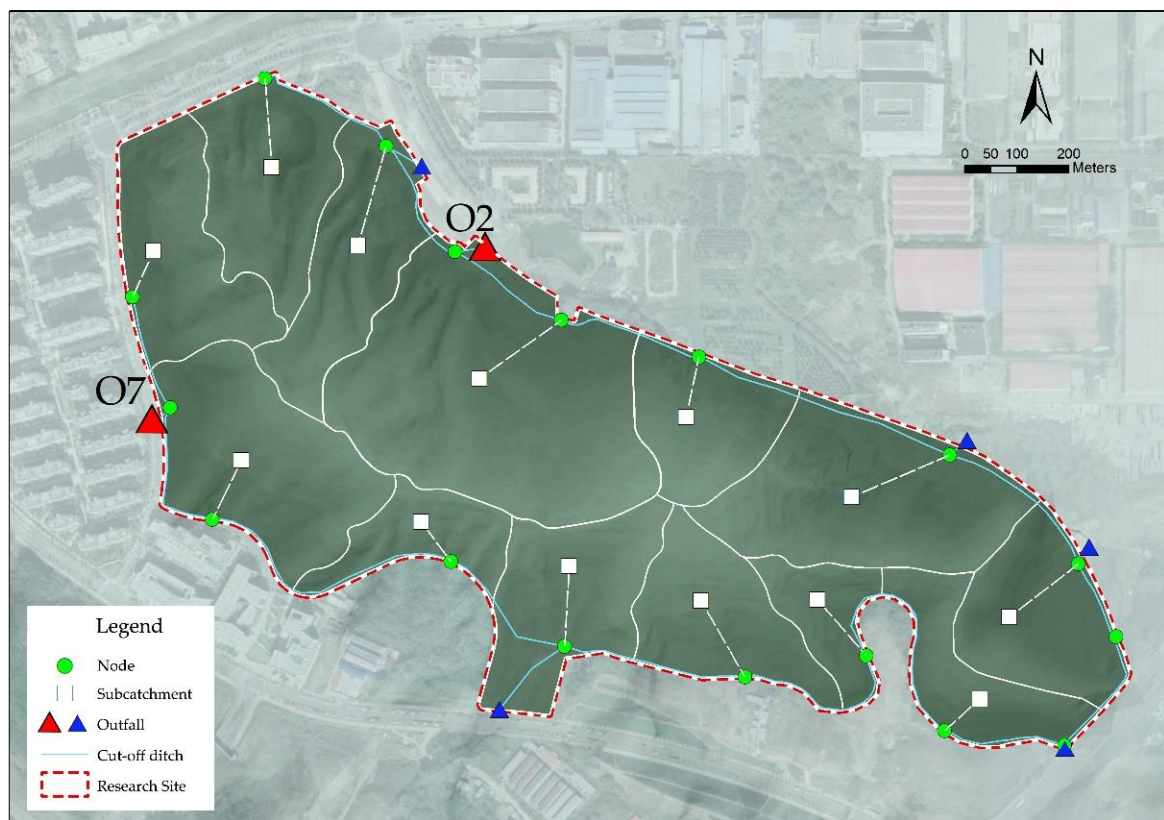 N
0 50 100 200
Meters
O2
O7
Legend
Node
Subcatchment
Outfall
Cut-off ditch
Research Site